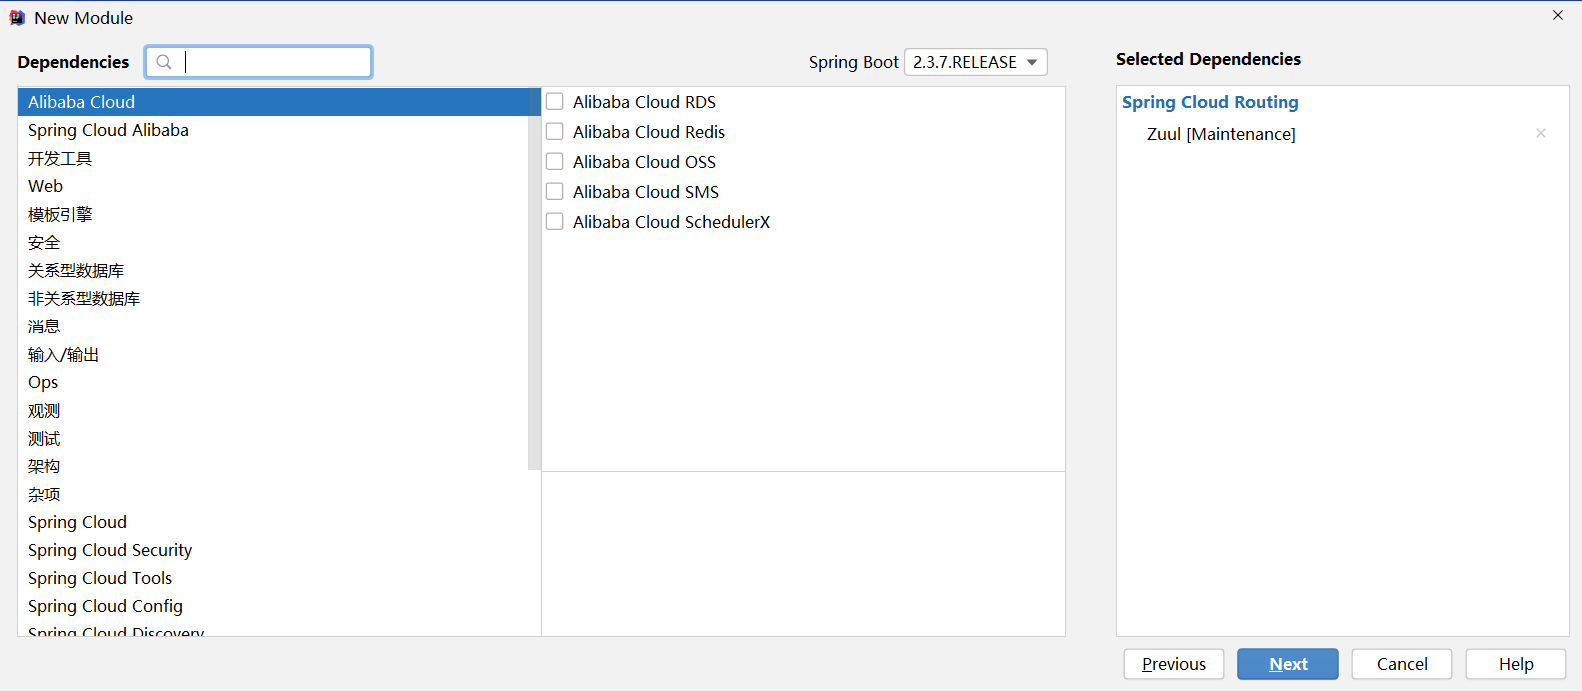 New Module
Dependencies
Spring Boot 2.3.7.RELEASE
Selected Dependencies
Alibaba Cloud
Spring Cloud Alibaba
开发工具
Web
模板引擎
安全
关系型数据库
非关系型数据库
消息
输入/输出
Ops
观测
测试
架构
杂项
Spring Cloud
Spring Cloud Security
Spring Cloud Tools
Spring Cloud Config
Spring Cloud Discovery
Alibaba Cloud RDS
Alibaba Cloud Redis
Alibaba Cloud OSS
Alibaba Cloud SMS
Alibaba Cloud SchedulerX
Spring Cloud Routing
Zuul [Maintenance]
Previous
Next
Cancel
Help